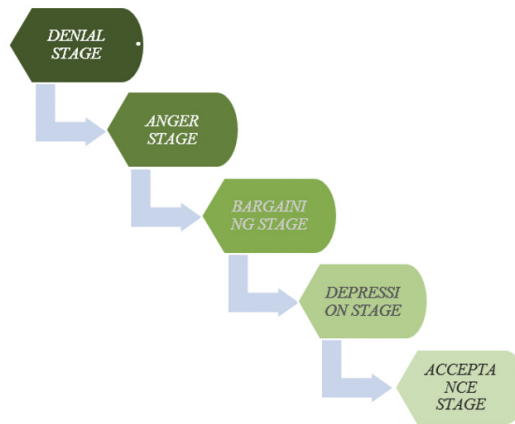 DENIAL
STAGE
ANGER
STAGE
BARGAINI
NG STAGE
DEPRESSI
ON STAGE
ACCEPTA
NCE
STAGE